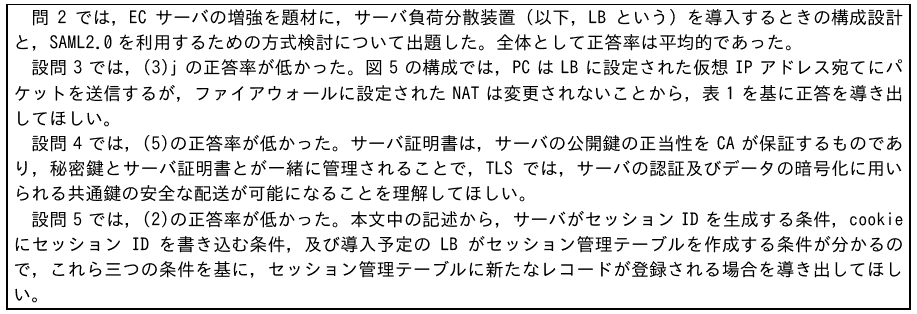 問 2 では，EC サーバの増強を題材に，サーバ負荷分散装置（以下，LB という）を導入するときの構成設計
と，SAML2.0 を利用するための方式検討について出題した。全体として正答率は平均的であった。
設問 3 では，(3)j の正答率が低かった。図 5 の構成では，PC は LB に設定された仮想 IP アドレス宛てにパ
ケットを送信するが，ファイアウォールに設定された NAT は変更されないことから，表 1 を基に正答を導き出
してほしい。
設問 4 では，(5)の正答率が低かった。サーバ証明書は，サーバの公開鍵の正当性を CA が保証するものであ
り，秘密鍵とサーバ証明書とが一緒に管理されることで，TLS では，サーバの認証及びデータの暗号化に用い
られる共通鍵の安全な配送が可能になることを理解してほしい。
設問 5 では，(2)の正答率が低かった。本文中の記述から，サーバがセッション ID を生成する条件，cookie
にセッション ID を書き込む条件，及び導入予定の LB がセッション管理テーブルを作成する条件が分かるの
で，これら三つの条件を基に，セッション管理テーブルに新たなレコードが登録される場合を導き出してほし
い。